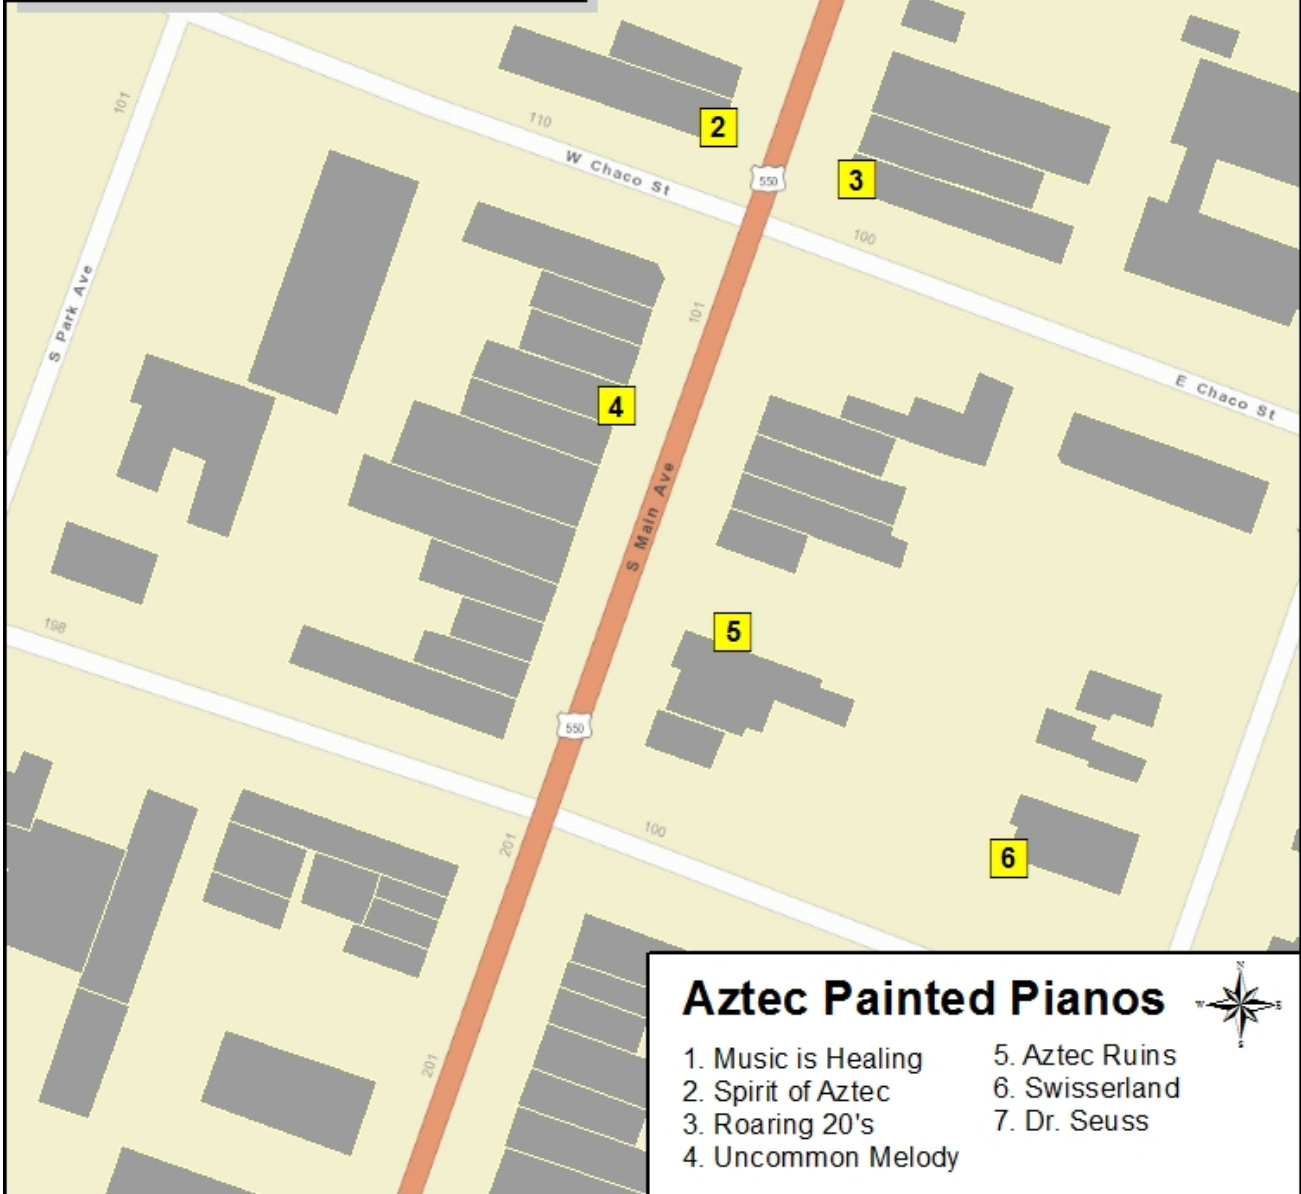 101
110
2
W Chaco St
550
3
100
S Park Ave
101
E Chaco St
4
S Main Ave
198
5
550
201
100
6
201
Aztec Painted Pianos
N
W E
S
1. Music is Healing
2. Spirit of Aztec
3. Roaring 20's
4. Uncommon Melody
5. Aztec Ruins
6. Swisserland
7. Dr. Seuss